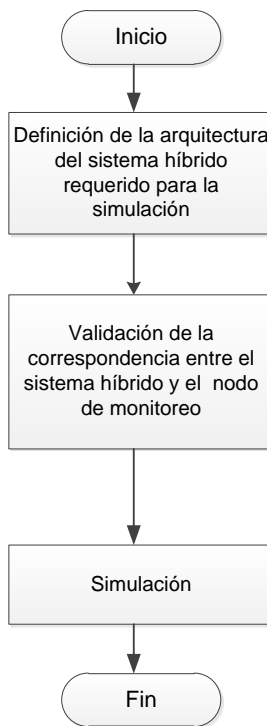 Inicio
Definición de la arquitectura
del sistema híbrido
requerido para la
simulación
Validación de la
correspondencia entre el
sistema híbrido y el  nodo
de monitoreo
Simulación
Fin